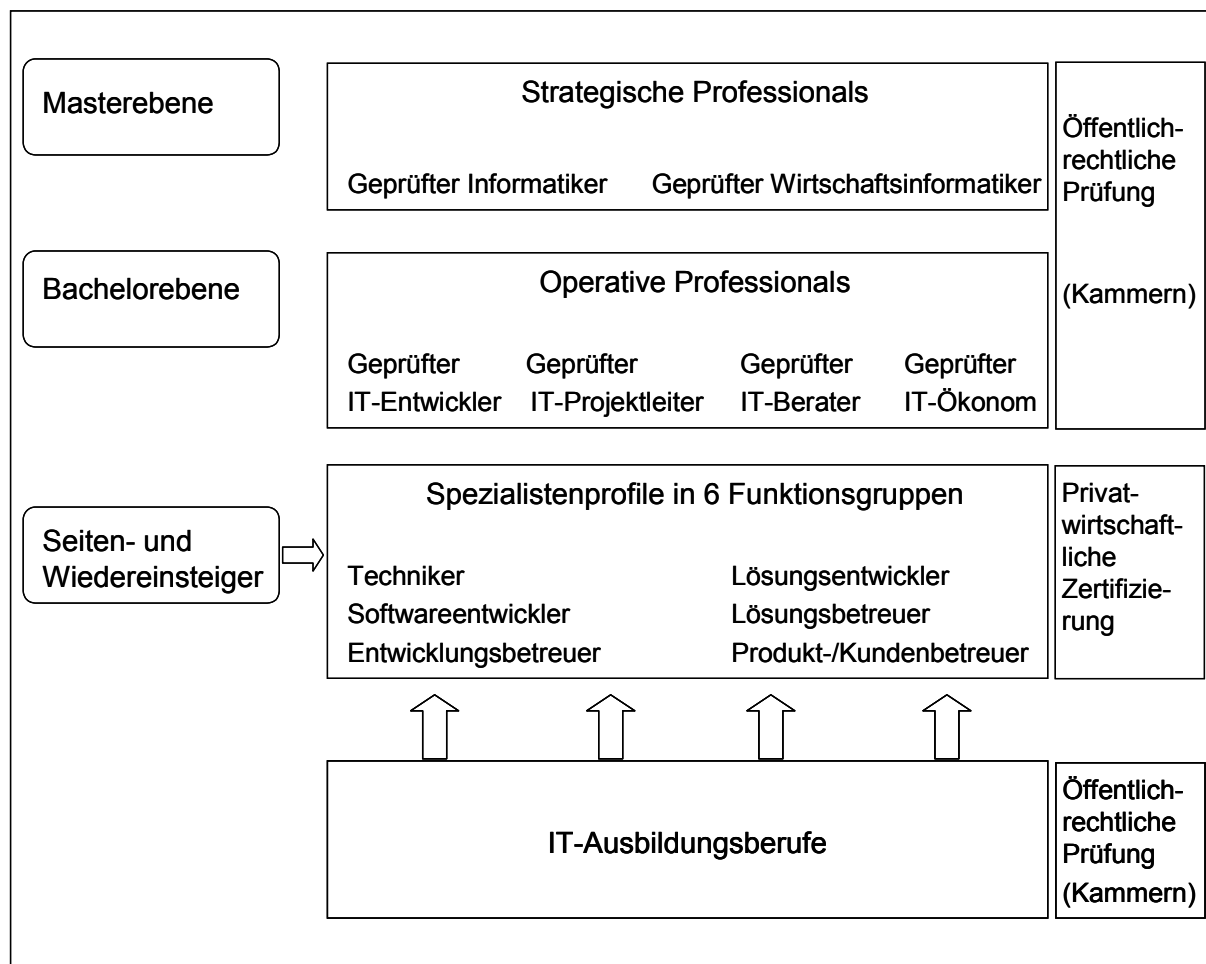 Masterebene
Strategische Professionals
Geprüfter Informatiker Geprüfter Wirtschaftsinformatiker
Öffentlich-
rechtliche
Prüfung
(Kammern)
Bachelorebene
Operative Professionals
Geprüfter Geprüfter Geprüfter Geprüfter
IT-Entwickler IT-Projektleiter IT-Berater IT-Ökonom
Seiten- und
Wiedereinsteiger
Spezialistenprofile in 6 Funktionsgruppen
Techniker Lösungsentwickler
Softwareentwickler Lösungsbetreuer
Entwicklungsbetreuer Produkt-/Kundenbetreuer
Privat-
wirtschaft-
liche
Zertifizie-
rung
IT-Ausbildungsberufe
Öffentlich-
rechtliche
Prüfung
(Kammern)